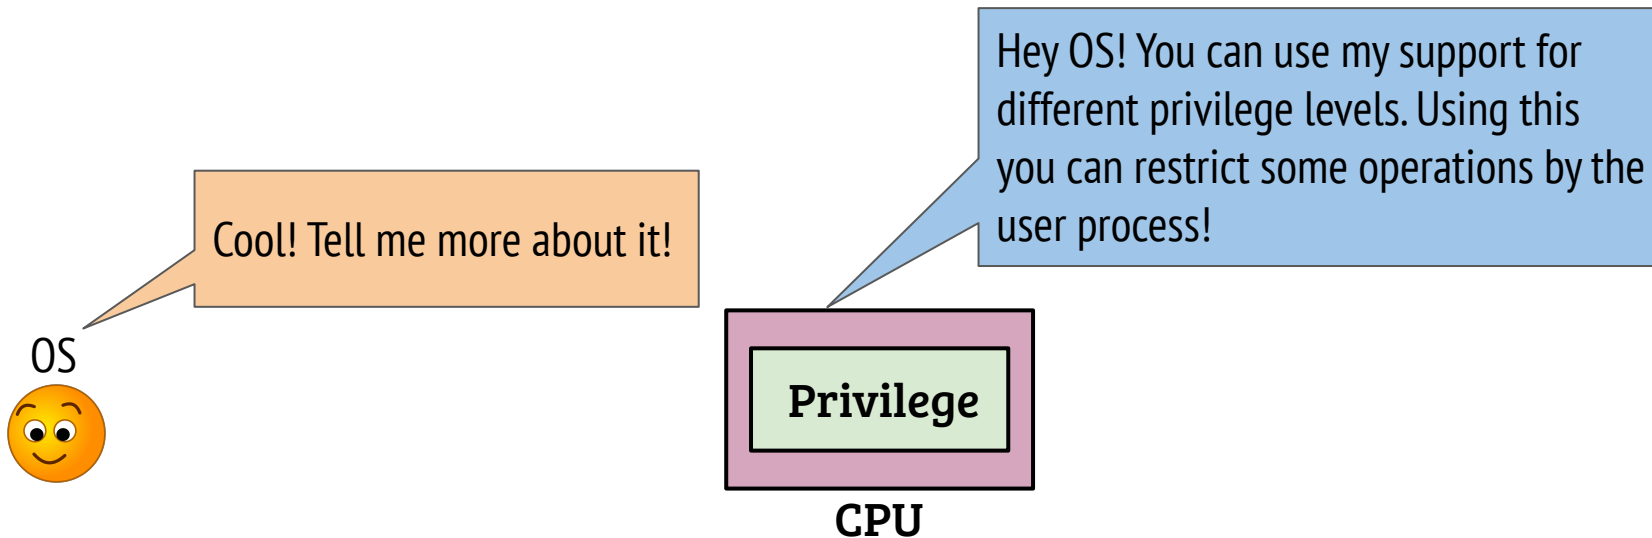 Hey OS! You can use my support for
different privilege levels. Using this
you can restrict some operations by the
user process!
Cool! Tell me more about it!
OS
Privilege
CPU